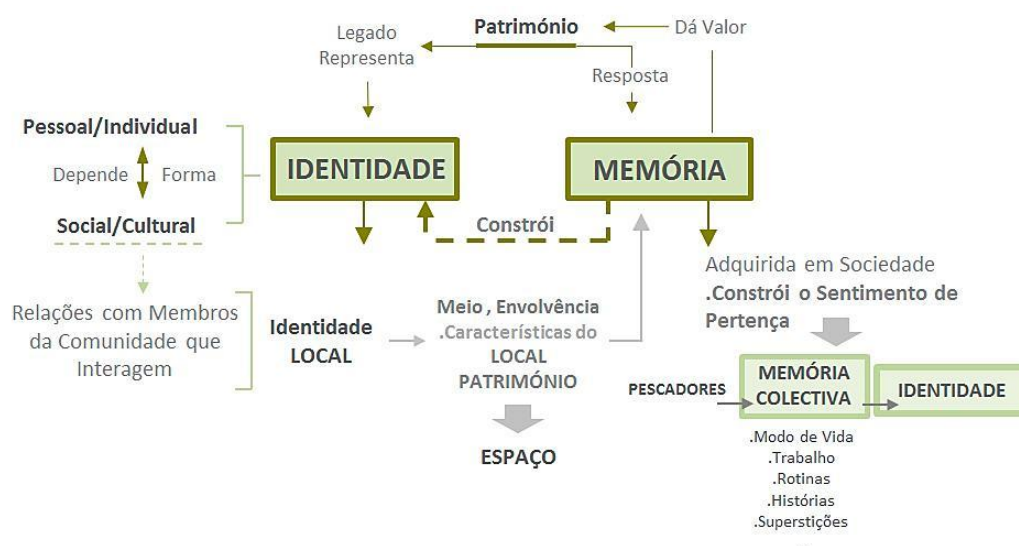 Património
Dá Valor
Legado
Representa
Resposta
Pessoal/Individual
Depende
Forma
Social/Cultural
IDENTIDADE
MEMÓRIA
Constrói
Relações com Membros
da Comunidade que
Interagem
Identidade
LOCAL
Meio , Envolvência
.Características do
LOCAL
PATRIMÓNIO
ESPAÇO
Adquirida em Sociedade
.Constrói o Sentimento de
Pertença
PESCADORES
MEMÓRIA
COLECTIVA
IDENTIDADE
.Modo de Vida
.Trabalho
.Rotinas
.Histórias
.Superstições